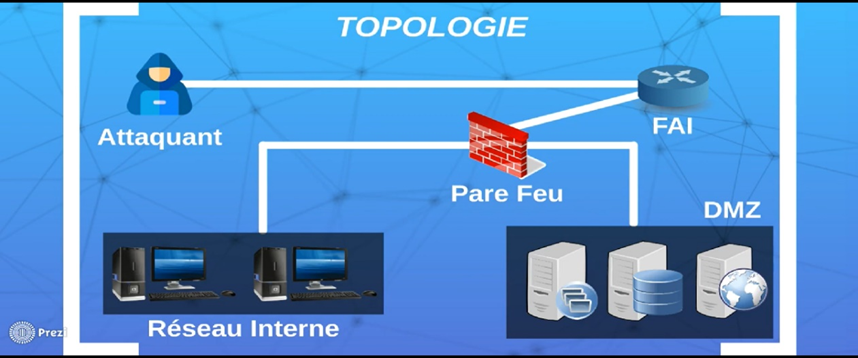 TOPOLOGIE
Attaquant
FAI
Pare Feu
DMZ
Réseau Interne
Prezi